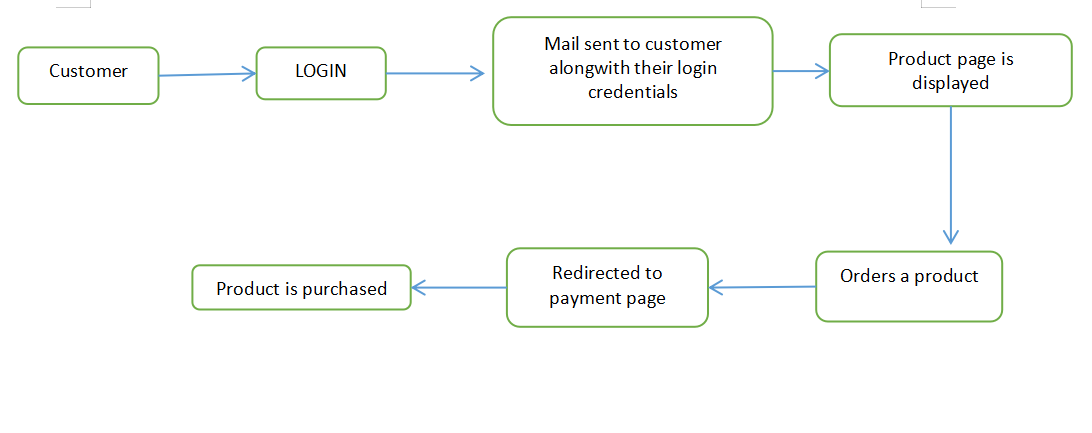 Customer
LOGIN
Mail sent to customer
alongwith their login
credentials
Product page is
displayed
Orders a product
Redirected to
payment page
Product is purchased